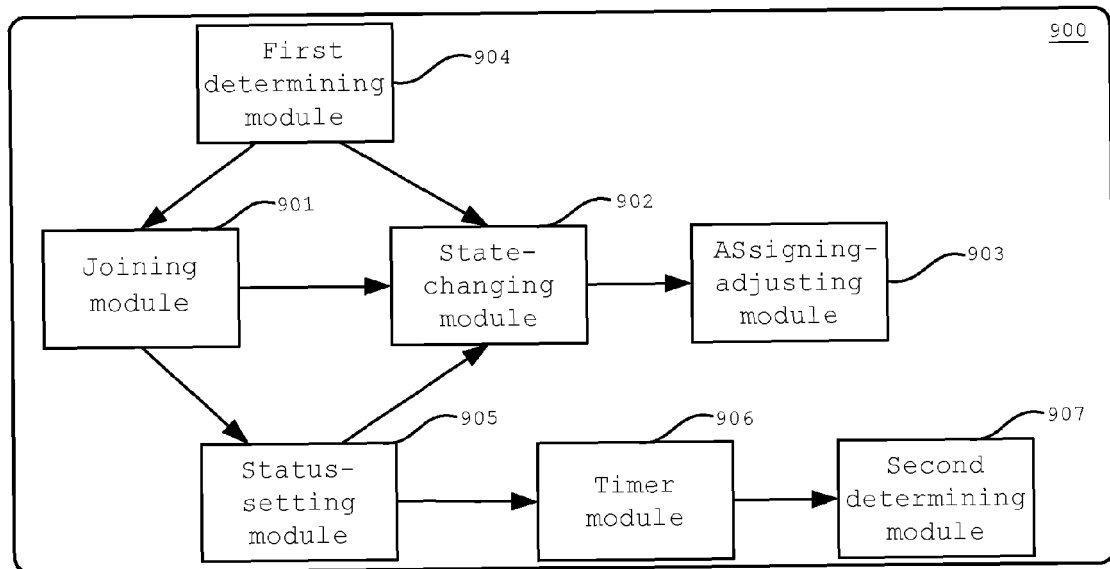 900
First
determining
module
904
901
Joining
module
902
State-
changing
module
903
ASsigning-
adjusting
module
905
Status-
setting
module
906
Timer
module
907
Second
determining
module